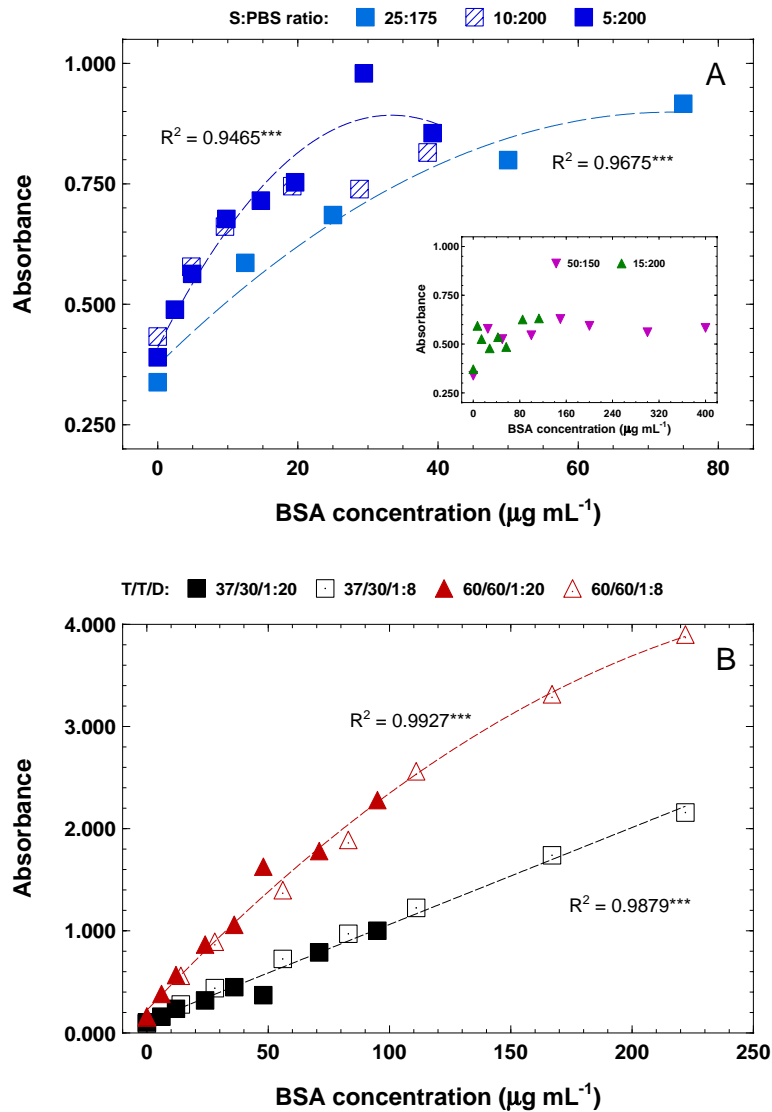 S:PBS ratio: 25:175 10:200 5:200
A
1.000
0.750
0.500
0.250
Absorbance
R² = 0.9465***
R² = 0.9675***
0 20 40 60 80
BSA concentration (µg mL⁻¹)
50:150 15:200
1.000
0.750
0.500
0.250
Absorbance
0 80 160 240 320 400
BSA concentration (µg mL⁻¹)
T/T/D: 37/30/1:20 37/30/1:8 60/60/1:20 60/60/1:8
B
4.000
3.000
2.000
1.000
0.000
Absorbance
R² = 0.9927***
R² = 0.9879***
0 50 100 150 200 250
BSA concentration (µg mL⁻¹)